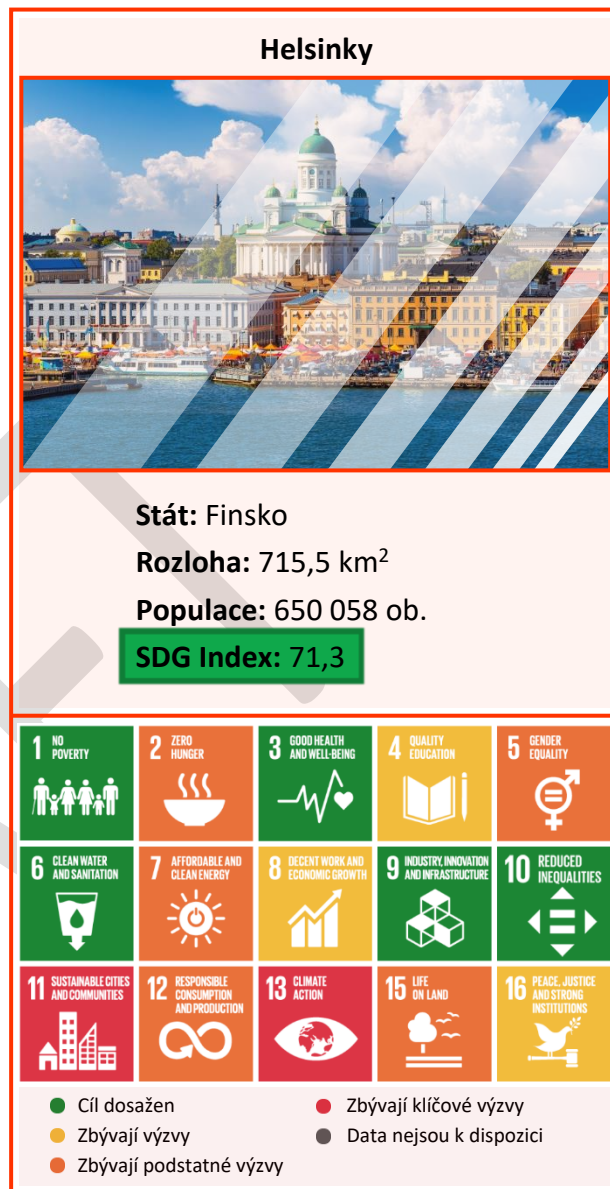 Helsinky
Stát: Finsko
Rozloha: 715,5 km²
Populace: 650 058 ob.
SDG Index: 71,3
1 NO POVERTY
2 ZERO HUNGER
3 GOOD HEALTH AND WELL-BEING
4 QUALITY EDUCATION
5 GENDER EQUALITY
6 CLEAN WATER AND SANITATION
7 AFFORDABLE AND CLEAN ENERGY
8 DECENT WORK AND ECONOMIC GROWTH
9 INDUSTRY, INNOVATION AND INFRASTRUCTURE
10 REDUCED INEQUALITIES
11 SUSTAINABLE CITIES AND COMMUNITIES
12 RESPONSIBLE CONSUMPTION AND PRODUCTION
13 CLIMATE ACTION
15 LIFE ON LAND
16 PEACE, JUSTICE AND STRONG INSTITUTIONS
Cíl dosažen
Zbývají výzvy
Zbývají podstatné výzvy
Zbývají klíčové výzvy
Data nejsou k dispozici